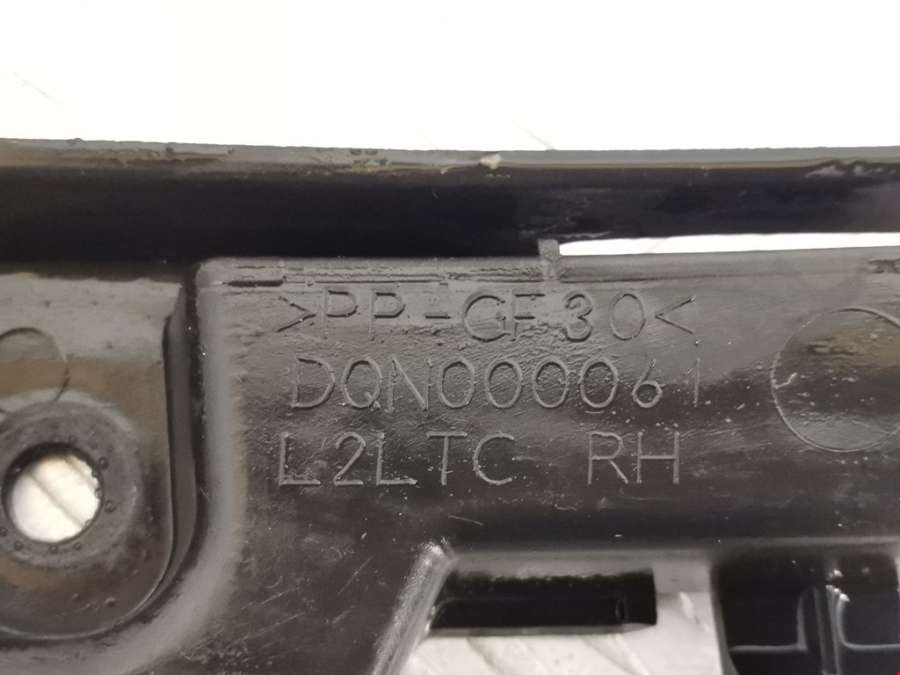 >PP-GF30<
DQN000061
L2LTC RH